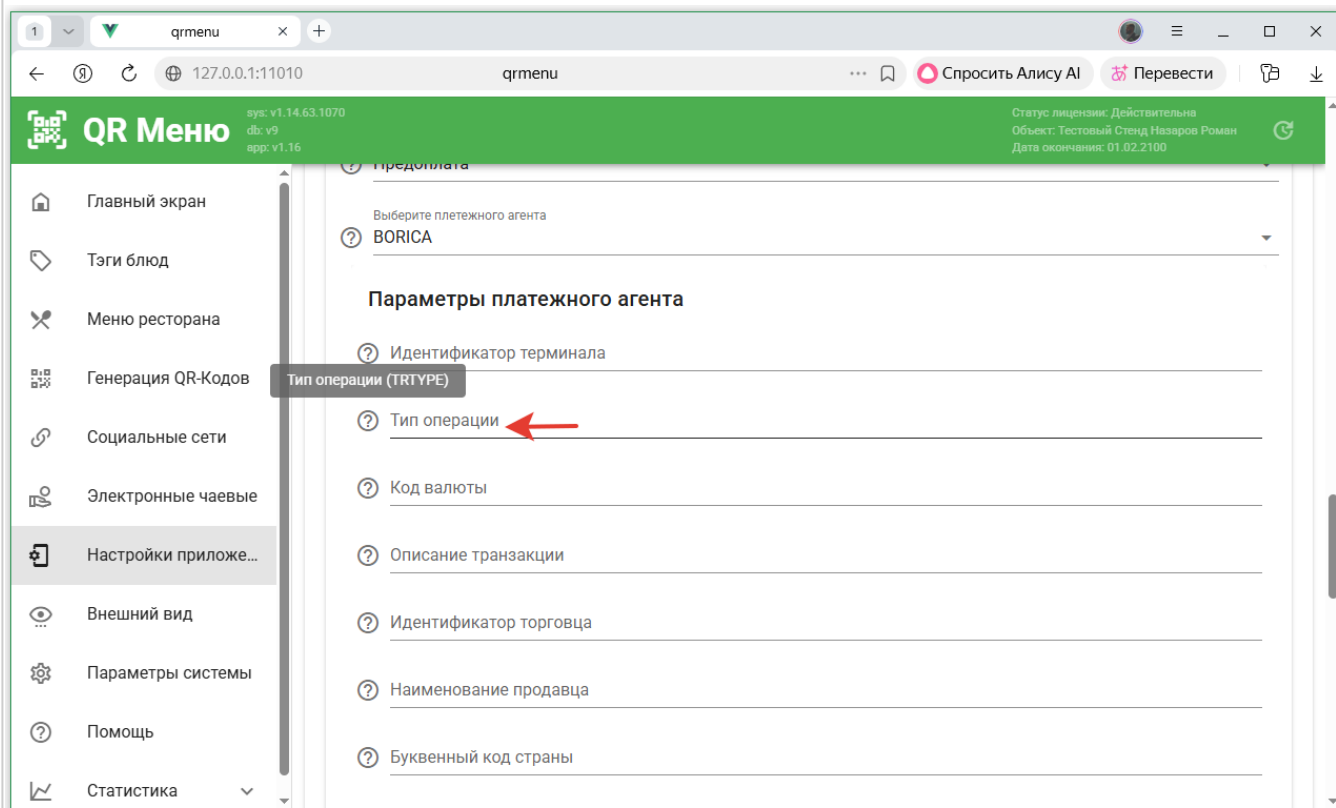 1
qrmenu
127.0.0.1:11010
qrmenu
Спросить Алису AI
Перевести
QR Меню
sys: v1.14.63.1070
db: v9
app: v1.16
Статус лицензии: Действительна
Объект: Тестовый Стенд Назаров Роман
Дата окончания: 01.02.2100
Главный экран
Тэги блюд
Меню ресторана
Генерация QR-Кодов
Социальные сети
Электронные чаевые
Настройки приложе...
Внешний вид
Параметры системы
Помощь
Статистика
Предоплата
Выберите плетежного агента
BORICA
Параметры платежного агента
Идентификатор терминала
Тип операции (TRTYPE)
Тип операции
Код валюты
Описание транзакции
Идентификатор торговца
Наименование продавца
Буквенный код страны